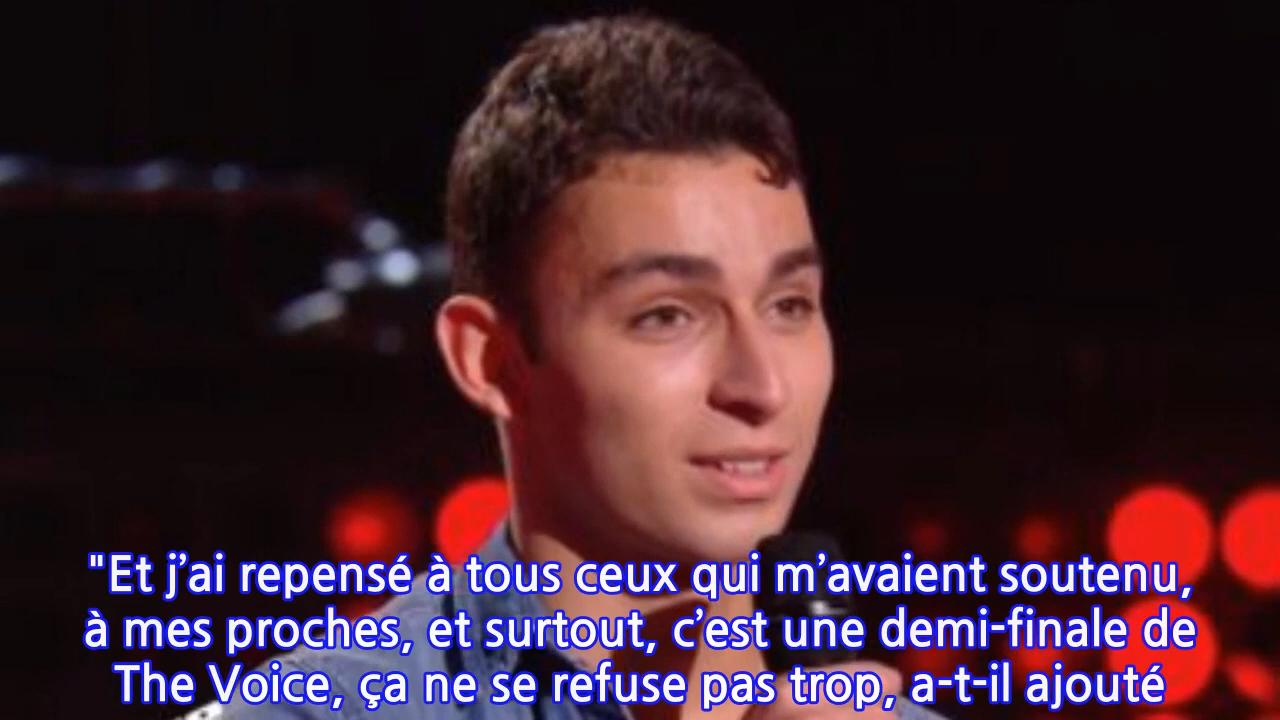 "Et j’ai repensé à tous ceux qui m’avaient soutenu,
à mes proches, et surtout, c’est une demi-finale de
The Voice, ça ne se refuse pas trop, a-t-il ajouté